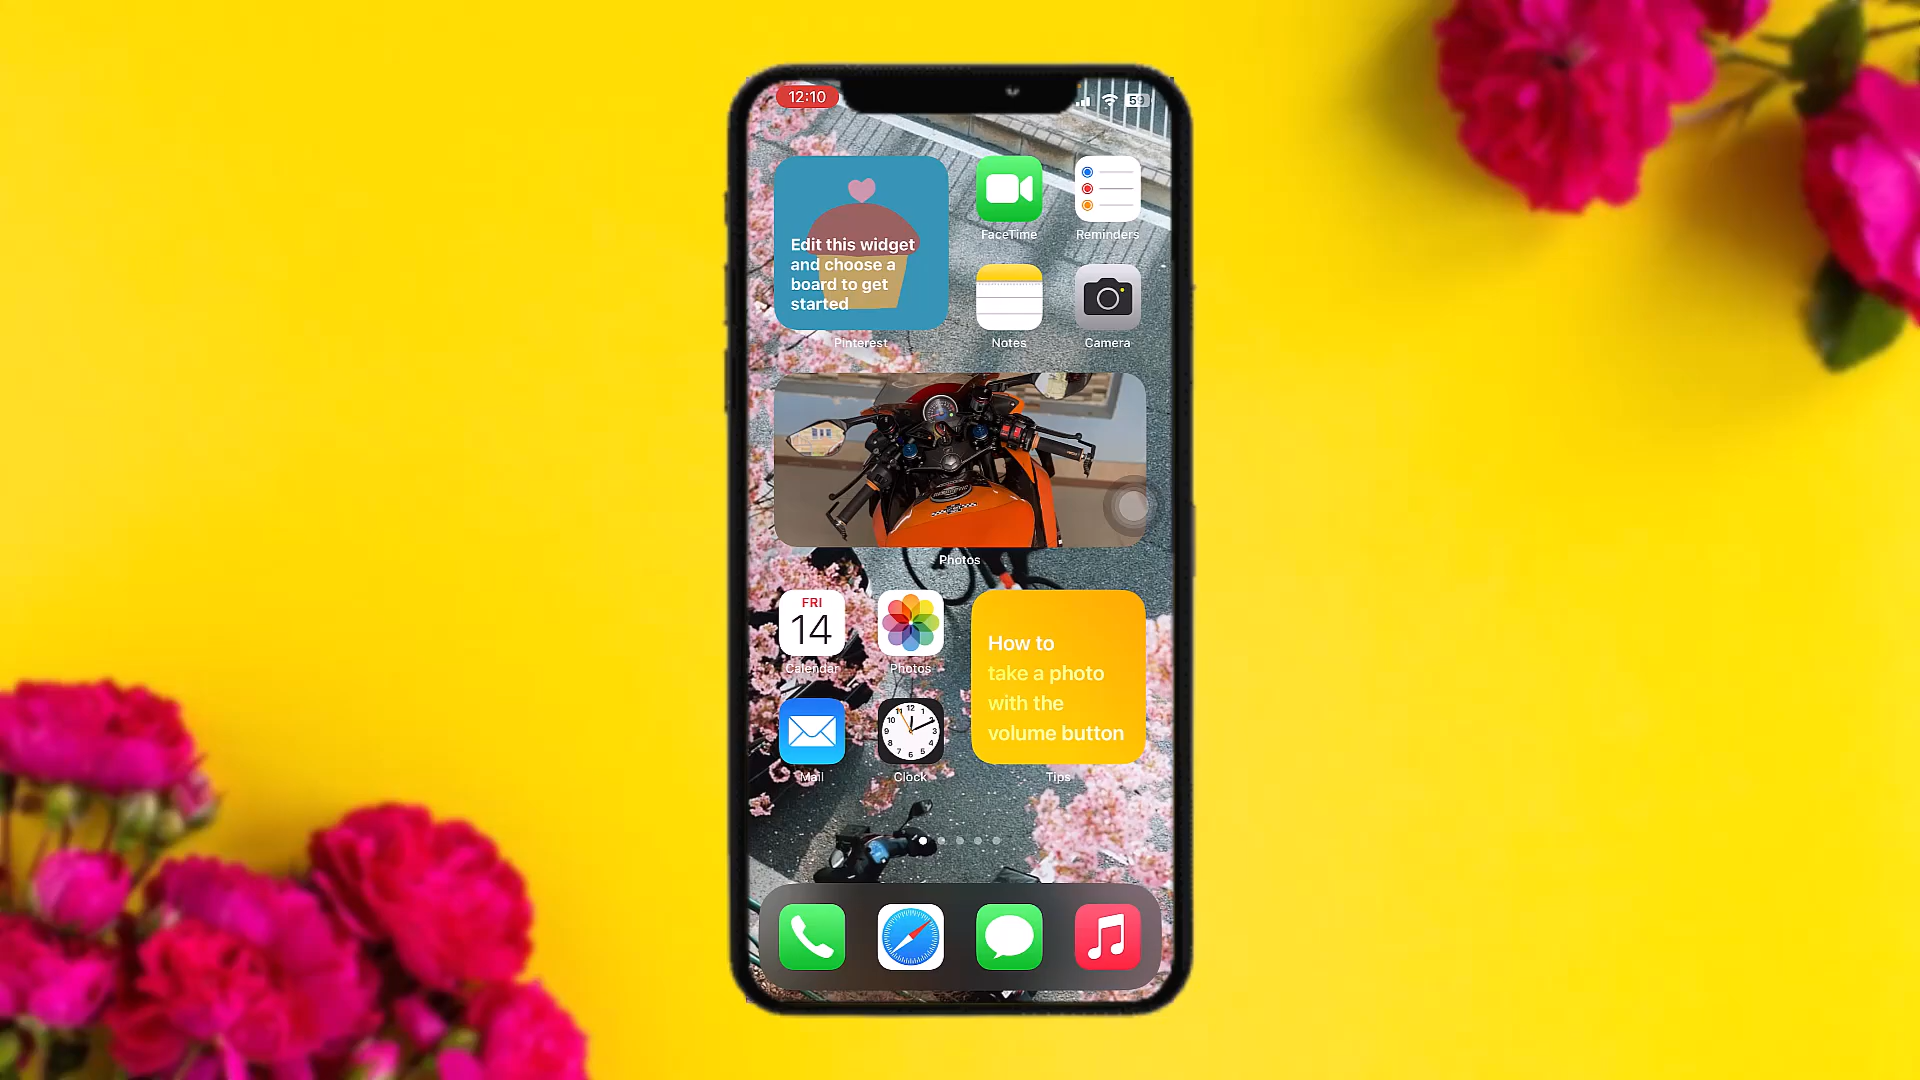 12:10
59
Edit this widget
and choose a
board to get
started
Pinterest
FaceTime
Reminders
Notes
Camera
Photos
FRI
14
Calendar
Photos
Mail
Clock
How to
take a photo
with the
volume button
Tips